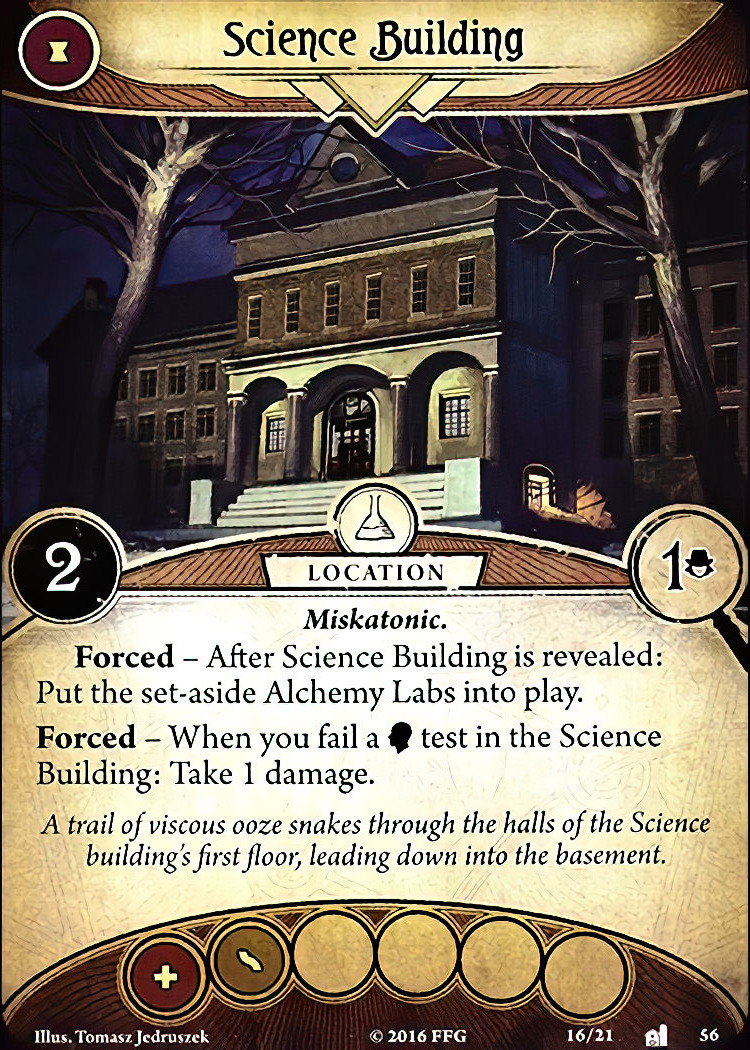 Science Building
2
1
LOCATION
Miskatonic.
Forced – After Science Building is revealed:
Put the set-aside Alchemy Labs into play.
Forced – When you fail a test in the Science
Building: Take 1 damage.
A trail of viscous ooze snakes through the halls of the Science
building's first floor, leading down into the basement.
Illus. Tomasz Jedruszek
© 2016 FFG
16/21
56